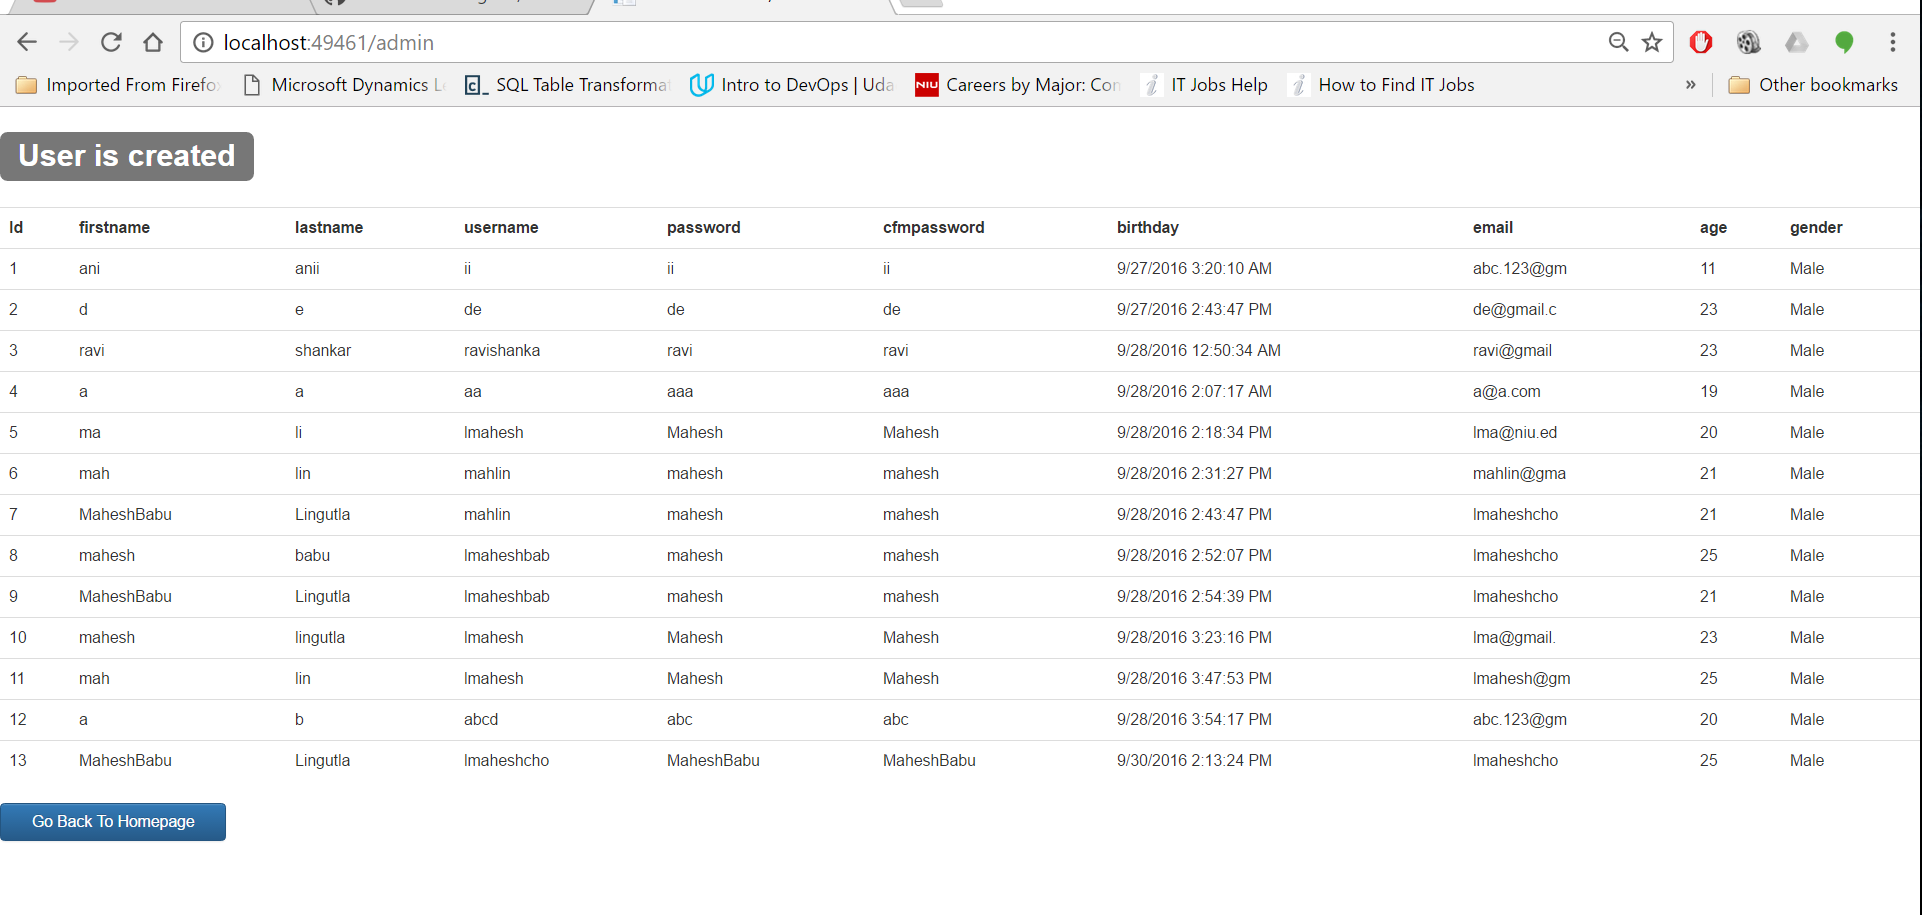 localhost:49461/admin
Imported From Firefo Microsoft Dynamics L SQL Table Transforma Intro to DevOps | Uda NIU Careers by Major: Con IT Jobs Help How to Find IT Jobs » Other bookmarks
User is created
Id firstname lastname username password cfmpassword birthday email age gender
1 ani anii ii ii ii 9/27/2016 3:20:10 AM abc.123@gm 11 Male
2 d e de de de 9/27/2016 2:43:47 PM de@gmail.c 23 Male
3 ravi shankar ravishanka ravi ravi 9/28/2016 12:50:34 AM ravi@gmail 23 Male
4 a a aa aaa aaa 9/28/2016 2:07:17 AM a@a.com 19 Male
5 ma li lmahesh Mahesh Mahesh 9/28/2016 2:18:34 PM lma@niu.ed 20 Male
6 mah lin mahlin mahesh mahesh 9/28/2016 2:31:27 PM mahlin@gma 21 Male
7 MaheshBabu Lingutla mahlin mahesh mahesh 9/28/2016 2:43:47 PM lmaheshcho 21 Male
8 mahesh babu lmaheshbab mahesh mahesh 9/28/2016 2:52:07 PM lmaheshcho 25 Male
9 MaheshBabu Lingutla lmaheshbab mahesh mahesh 9/28/2016 2:54:39 PM lmaheshcho 21 Male
10 mahesh lingutla lmahesh Mahesh Mahesh 9/28/2016 3:23:16 PM lma@gmail. 23 Male
11 mah lin lmahesh Mahesh Mahesh 9/28/2016 3:47:53 PM lmahesh@gm 25 Male
12 a b abcd abc abc 9/28/2016 3:54:17 PM abc.123@gm 20 Male
13 MaheshBabu Lingutla lmaheshcho MaheshBabu MaheshBabu 9/30/2016 2:13:24 PM lmaheshcho 25 Male
Go Back To Homepage